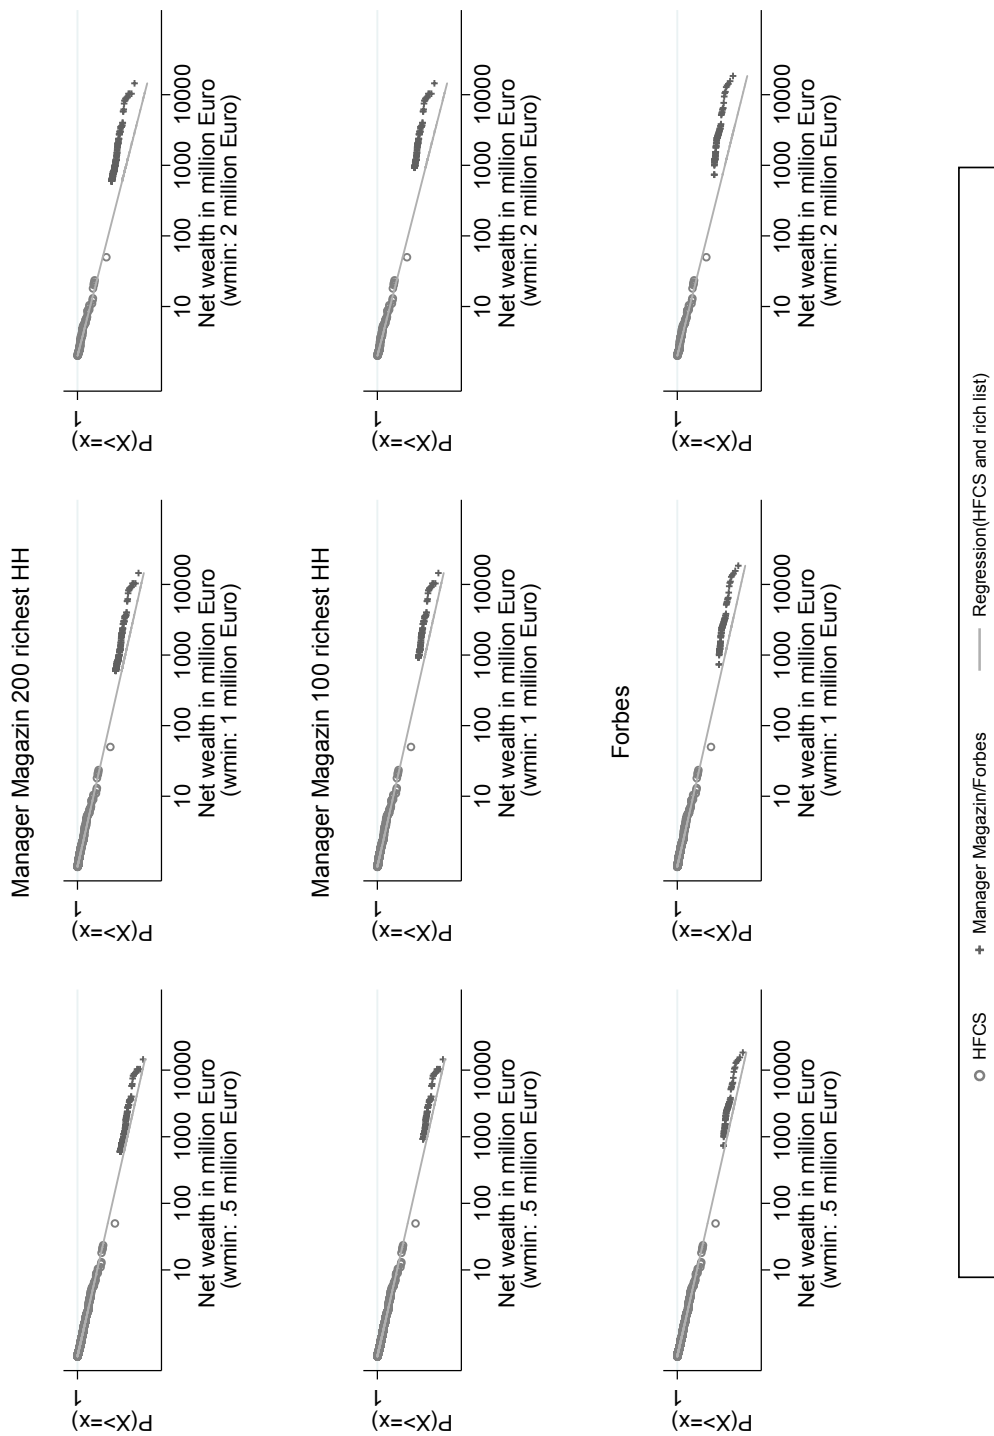 Manager Magazin 200 richest HH
P(X>=x)
1
10 100 1000 10000
Net wealth in million Euro
(wmin: .5 million Euro)
P(X>=x)
1
10 100 1000 10000
Net wealth in million Euro
(wmin: 1 million Euro)
P(X>=x)
1
10 100 1000 10000
Net wealth in million Euro
(wmin: 2 million Euro)
Manager Magazin 100 richest HH
P(X>=x)
1
10 100 1000 10000
Net wealth in million Euro
(wmin: .5 million Euro)
P(X>=x)
1
10 100 1000 10000
Net wealth in million Euro
(wmin: 1 million Euro)
P(X>=x)
1
10 100 1000 10000
Net wealth in million Euro
(wmin: 2 million Euro)
Forbes
P(X>=x)
1
10 100 1000 10000
Net wealth in million Euro
(wmin: .5 million Euro)
P(X>=x)
1
10 100 1000 10000
Net wealth in million Euro
(wmin: 1 million Euro)
P(X>=x)
1
10 100 1000 10000
Net wealth in million Euro
(wmin: 2 million Euro)
HFCS Manager Magazin/Forbes Regression(HFCS and rich list)